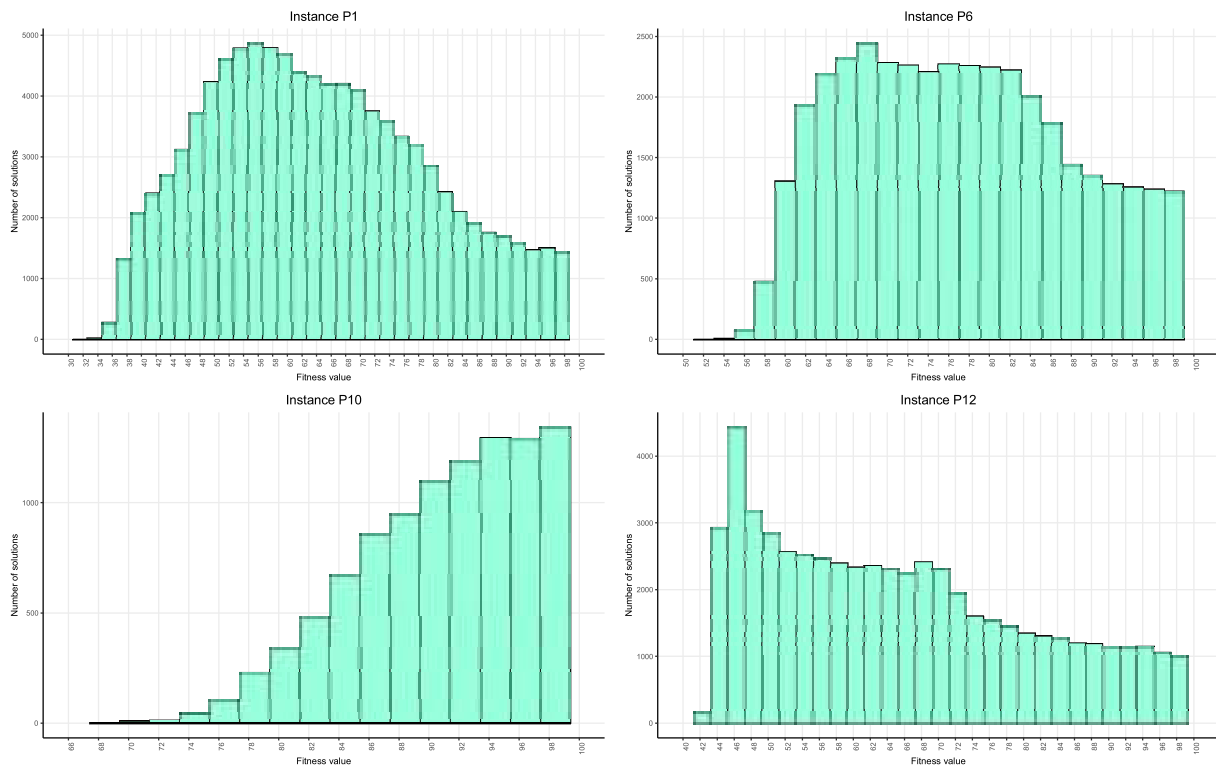 Instance P1
Number of solutions
5000
4000
3000
2000
1000
0
30 32 34 36 38 40 42 44 46 48 50 52 54 56 58 60 62 64 66 68 70 72 74 76 78 80 82 84 86 88 90 92 94 96 98 100
Fitness value
Instance P6
Number of solutions
2500
2000
1500
1000
500
0
50 52 54 56 58 60 62 64 66 68 70 72 74 76 78 80 82 84 86 88 90 92 94 96 98 100
Fitness value
Instance P10
Number of solutions
1000
500
0
66 68 70 72 74 76 78 80 82 84 86 88 90 92 94 96 98 100
Fitness value
Instance P12
Number of solutions
4000
3000
2000
1000
0
40 42 44 46 48 50 52 54 56 58 60 62 64 66 68 70 72 74 76 78 80 82 84 86 88 90 92 94 96 98 100
Fitness value